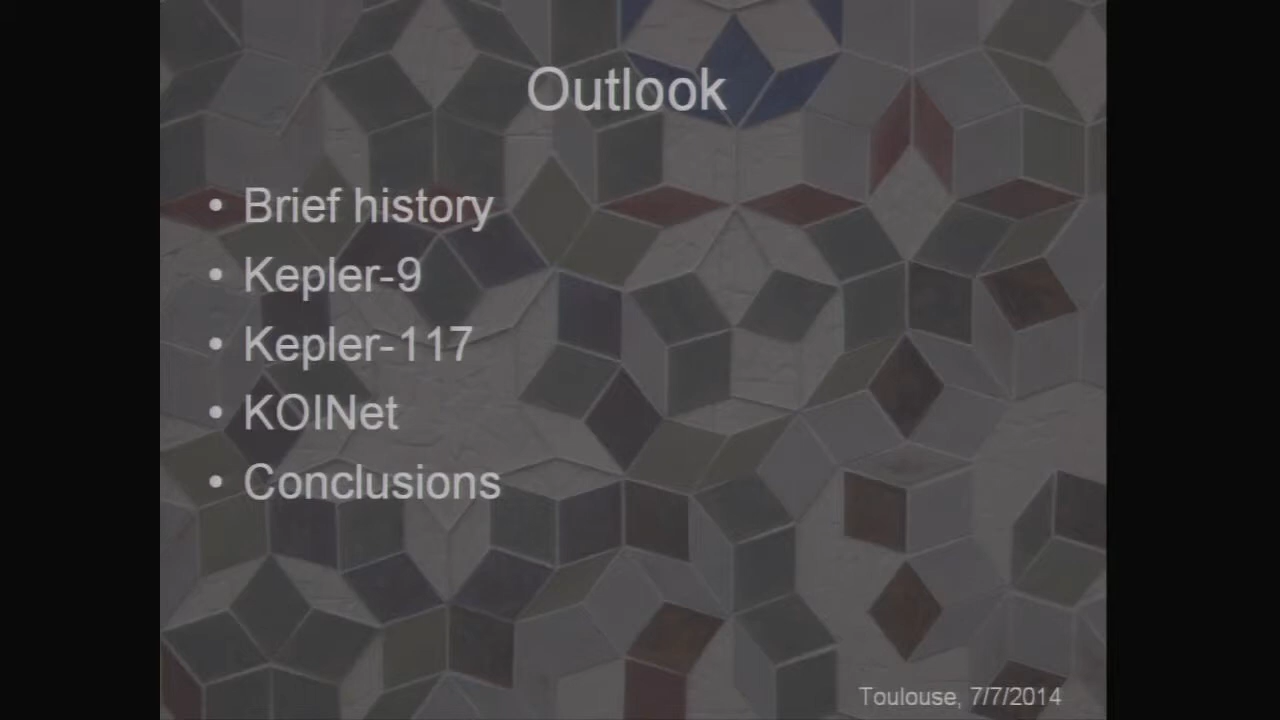 Outlook
• Brief history
• Kepler-9
• Kepler-117
• KOINet
• Conclusions
Toulouse, 7/7/2014